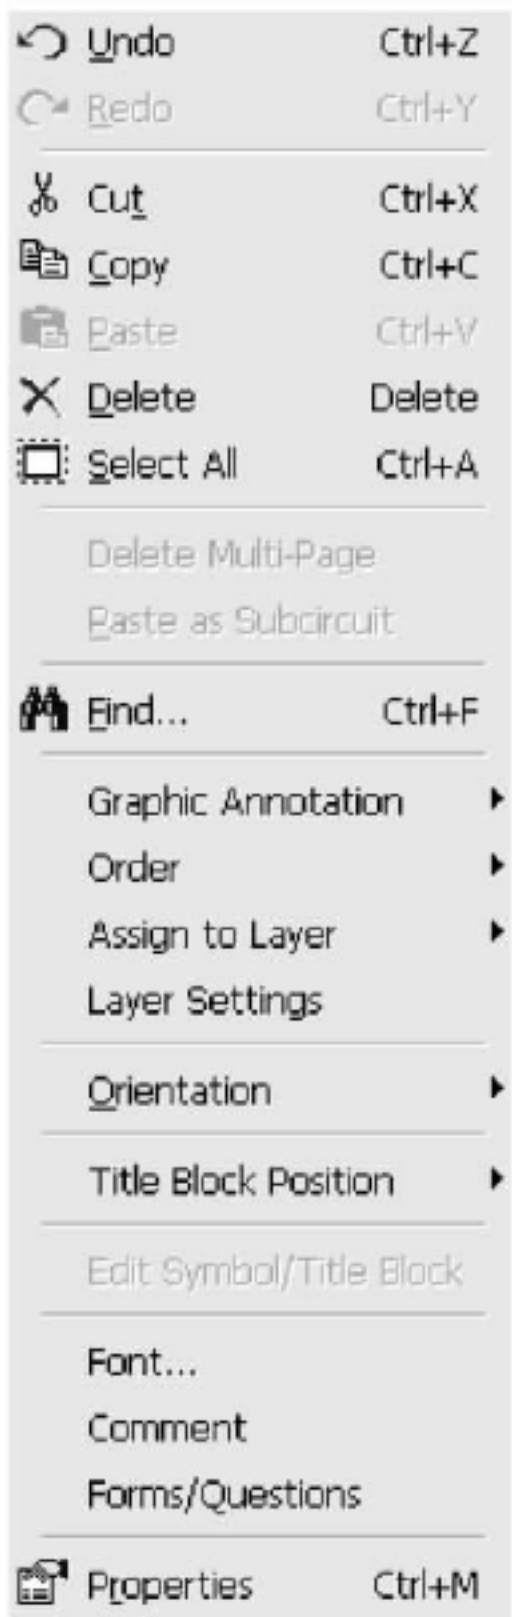 Undo Ctrl+Z
Redo Ctrl+Y
Cut Ctrl+X
Copy Ctrl+C
Paste Ctrl+V
Delete Delete
Select All Ctrl+A
Delete Multi-Page
Paste as Subcircuit
Find... Ctrl+F
Graphic Annotation
Order
Assign to Layer
Layer Settings
Orientation
Title Block Position
Edit Symbol/Title Block
Font...
Comment
Forms/Questions
Properties Ctrl+M